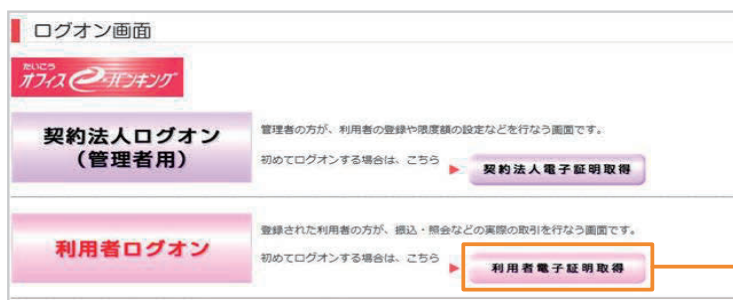 ログオン画面
たいこう
オフィスeバンキング
契約法人ログオン
（管理者用）
管理者の方が、利用者の登録や限度額の設定などを行なう画面です。
初めてログオンする場合は、こちら
契約法人電子証明取得
利用者ログオン
登録された利用者の方が、振込・照会などの実際の取引を行なう画面です。
初めてログオンする場合は、こちら
利用者電子証明取得